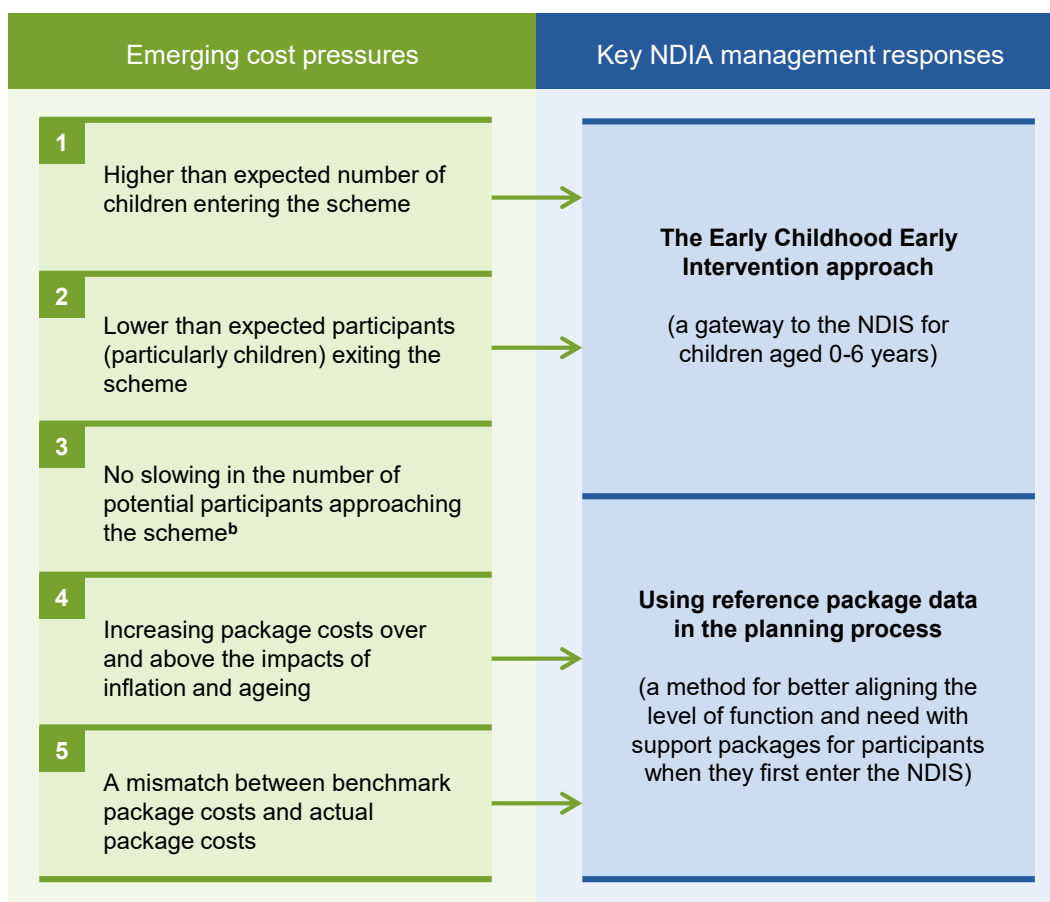 Emerging cost pressures
Key NDIA management responses
1
Higher than expected number of
children entering the scheme
2
Lower than expected participants
(particularly children) exiting the
scheme
3
No slowing in the number of
potential participants approaching
the schemeᵇ
4
Increasing package costs over
and above the impacts of
inflation and ageing
5
A mismatch between benchmark
package costs and actual
package costs
The Early Childhood Early
Intervention approach
(a gateway to the NDIS for
children aged 0-6 years)
Using reference package data
in the planning process
(a method for better aligning the
level of function and need with
support packages for participants
when they first enter the NDIS)